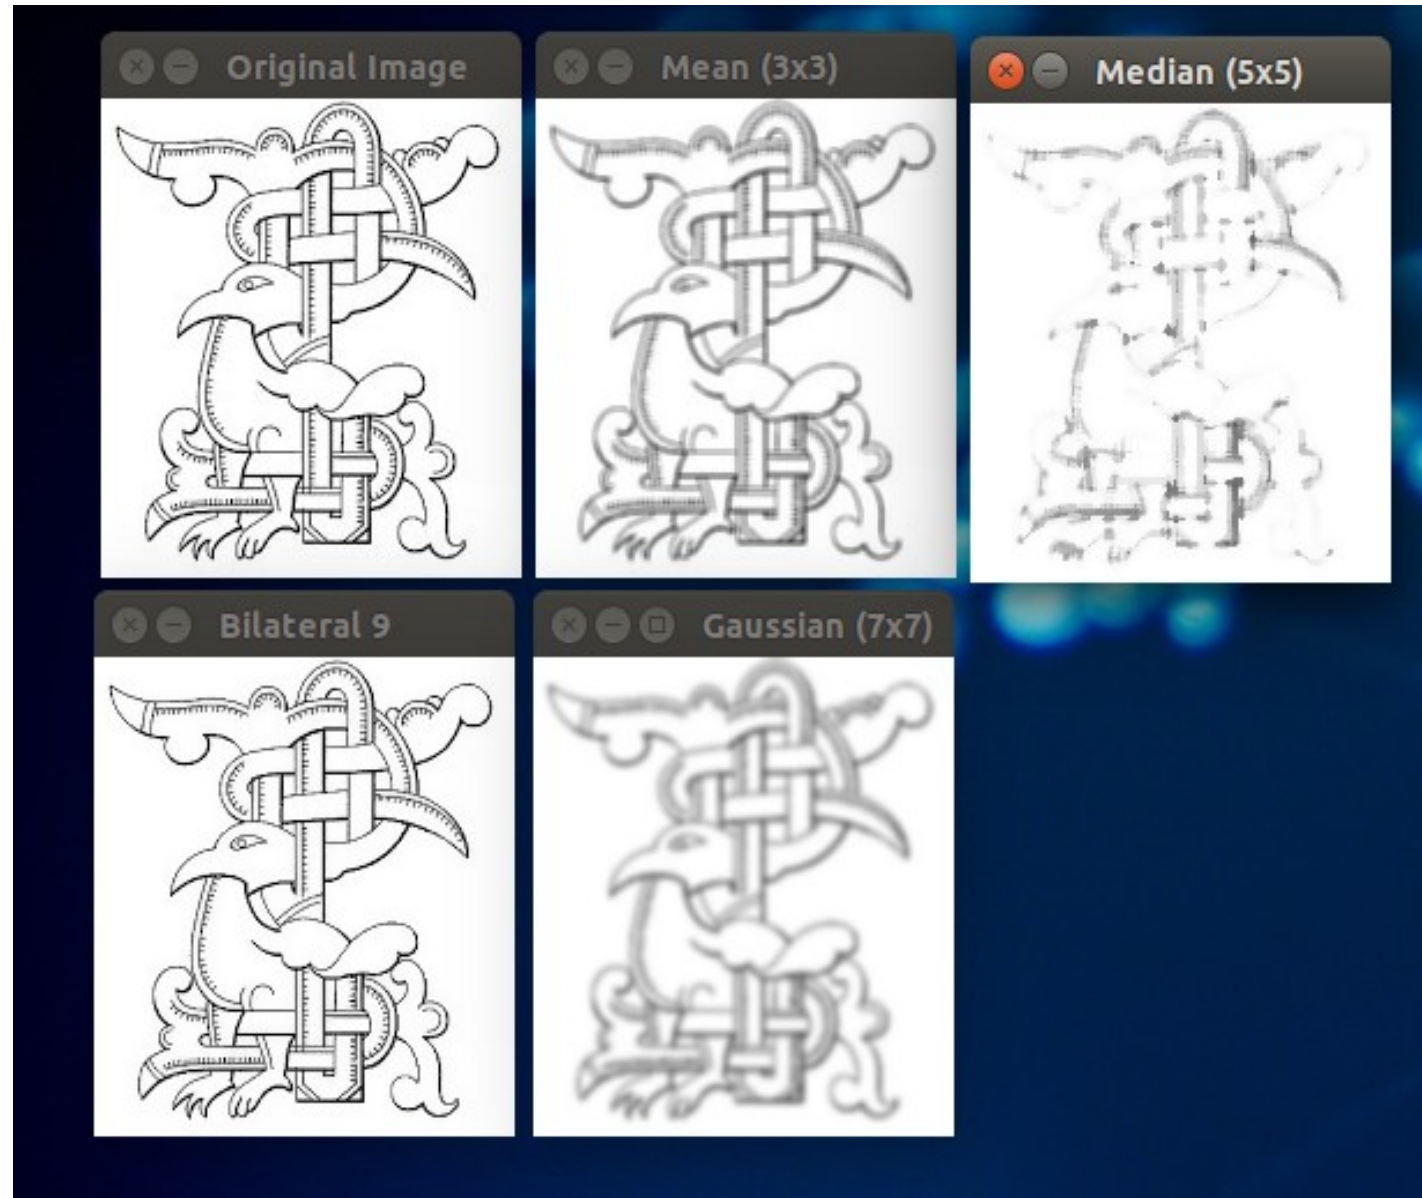 Original Image
Mean (3x3)
Median (5x5)
Bilateral 9
Gaussian (7x7)